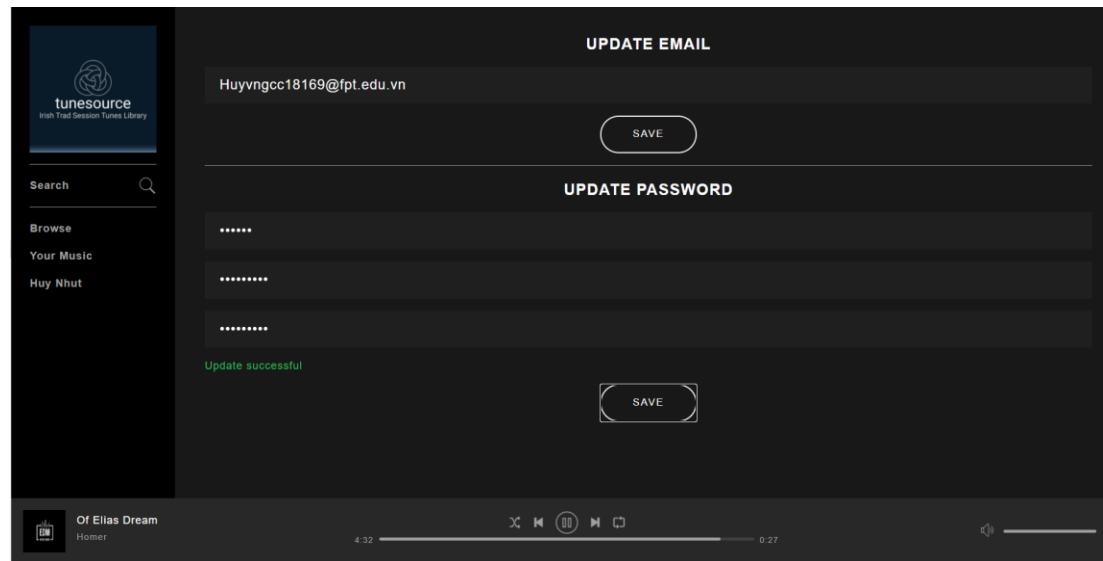 tunesource
Irish Trad Session Tunes Library
Search
Browse
Your Music
Huy Nhut
UPDATE EMAIL
Huyvngcc18169@fpt.edu.vn
SAVE
UPDATE PASSWORD
••••••
•••••••••
•••••••••
Update successful
SAVE
EDM
Of Elias Dream
Homer
4:32
0:27